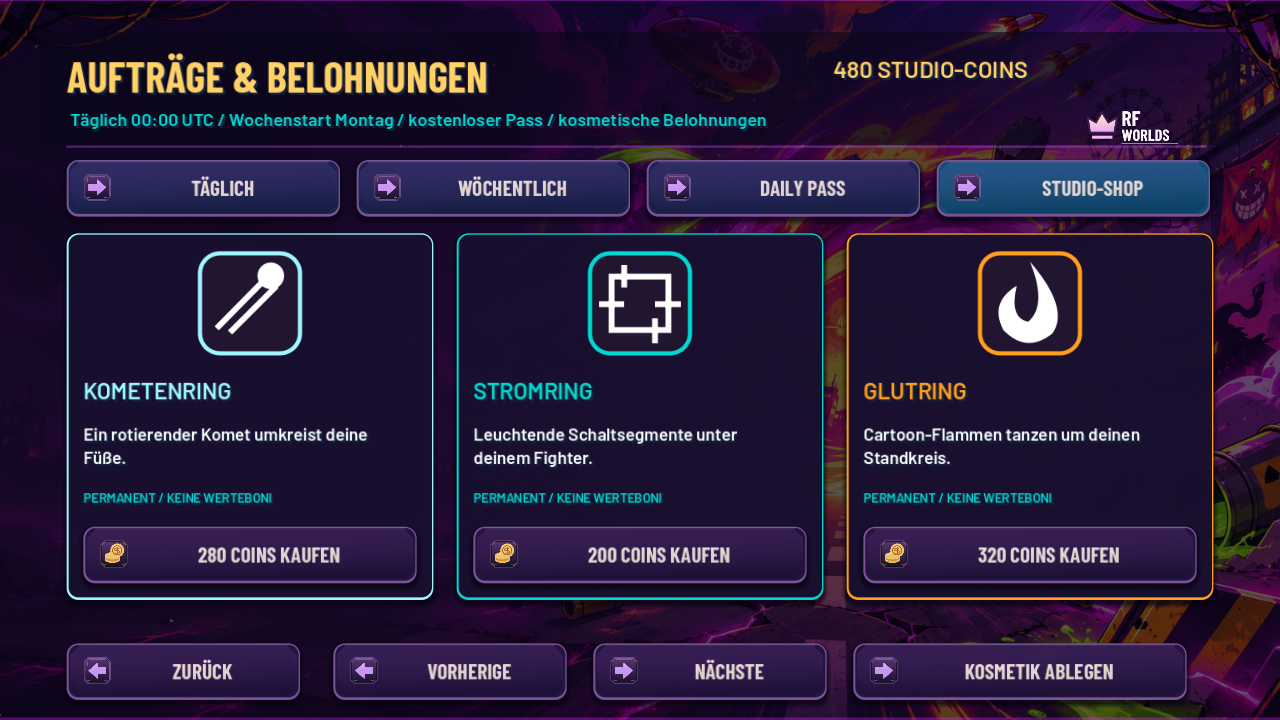 AUFTRÄGE & BELOHNUNGEN
480 STUDIO-COINS
Täglich 00:00 UTC / Wochenstart Montag / kostenloser Pass / kosmetische Belohnungen
RF
WORLDS
TÄGLICH
WÖCHENTLICH
DAILY PASS
STUDIO-SHOP
KOMETENRING
Ein rotierender Komet umkreist deine
Füße.
PERMANENT / KEINE WERTEBONI
280 COINS KAUFEN
STROMRING
Leuchtende Schaltsegmente unter
deinem Fighter.
PERMANENT / KEINE WERTEBONI
200 COINS KAUFEN
GLUTRING
Cartoon-Flammen tanzen um deinen
Standkreis.
PERMANENT / KEINE WERTEBONI
320 COINS KAUFEN
ZURÜCK
VORHERIGE
NÄCHSTE
KOSMETIK ABLEGEN